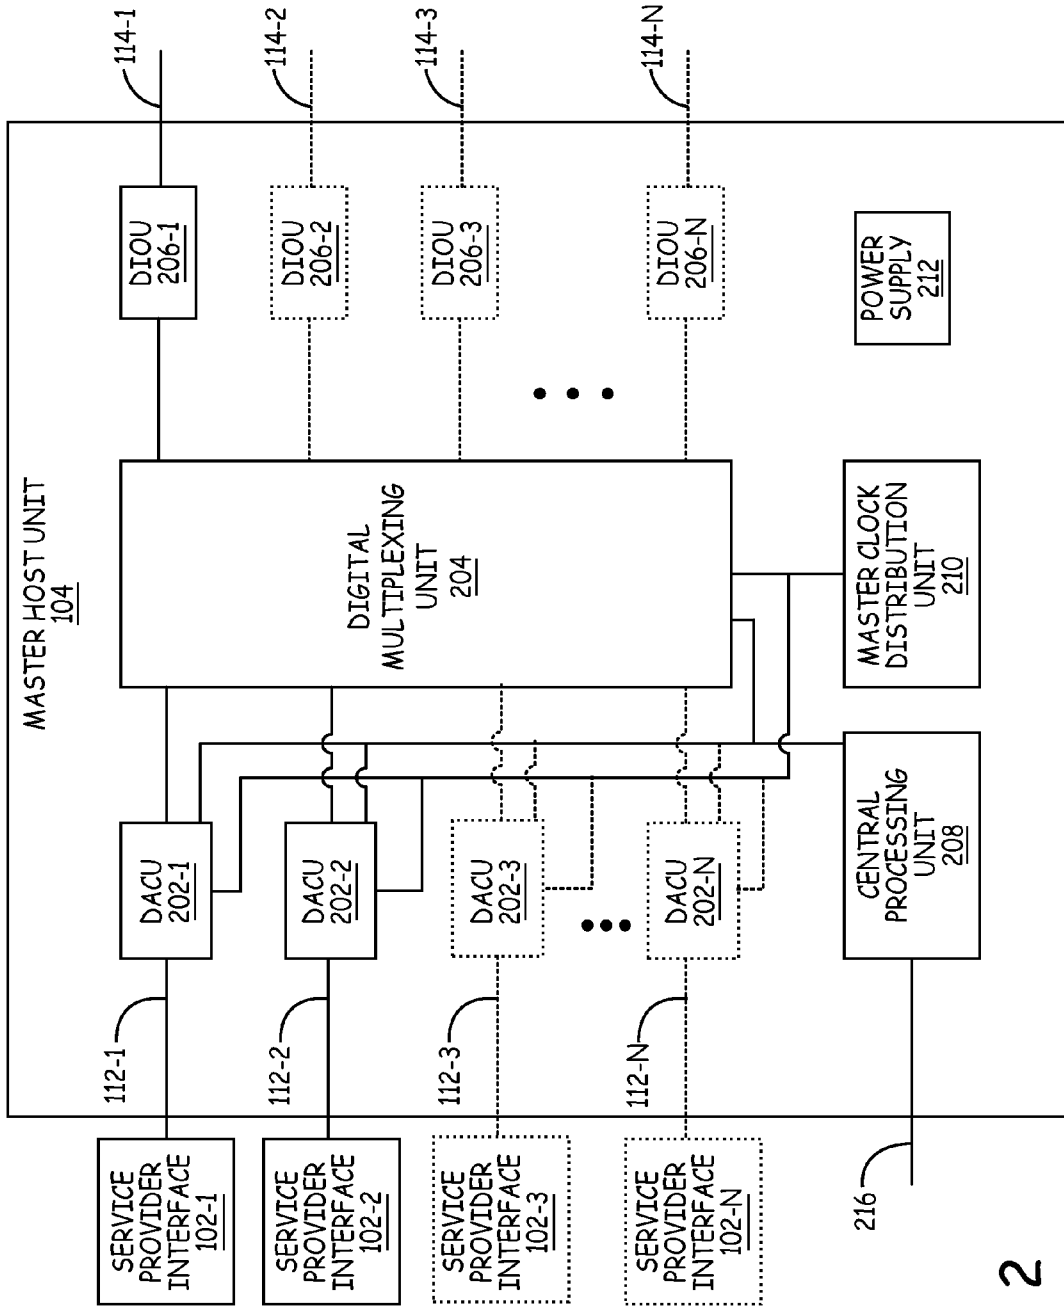 MASTER HOST UNIT
104
SERVICE
PROVIDER
INTERFACE
102-1
112-1
DACU
202-1
DIOU
206-1
114-1
SERVICE
PROVIDER
INTERFACE
102-2
112-2
DACU
202-2
DIGITAL
MULTIPLEXING
UNIT
204
DIOU
206-2
114-2
SERVICE
PROVIDER
INTERFACE
102-3
112-3
DACU
202-3
DIOU
206-3
114-3
SERVICE
PROVIDER
INTERFACE
102-N
112-N
DACU
202-N
DIOU
206-N
114-N
216
CENTRAL
PROCESSING
UNIT
208
MASTER CLOCK
DISTRIBUTION
UNIT
210
POWER
SUPPLY
212
2